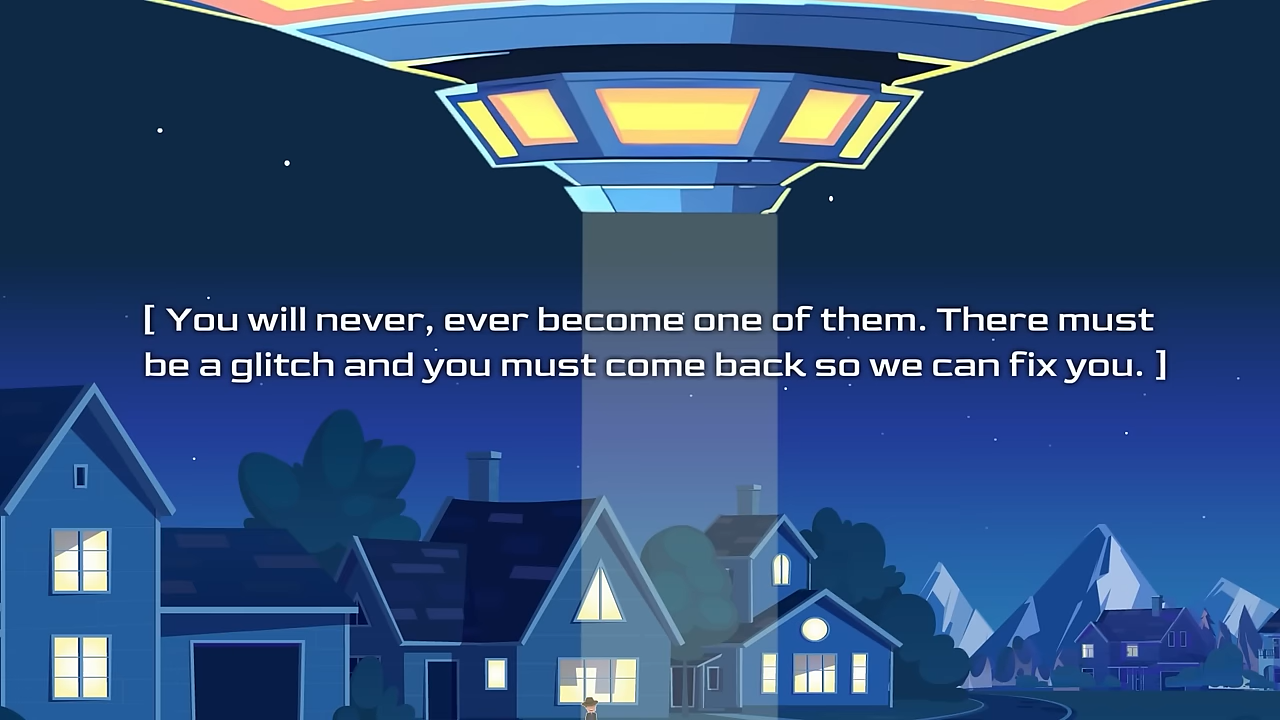 [ You will never, ever become one of them. There must
be a glitch and you must come back so we can fix you. ]